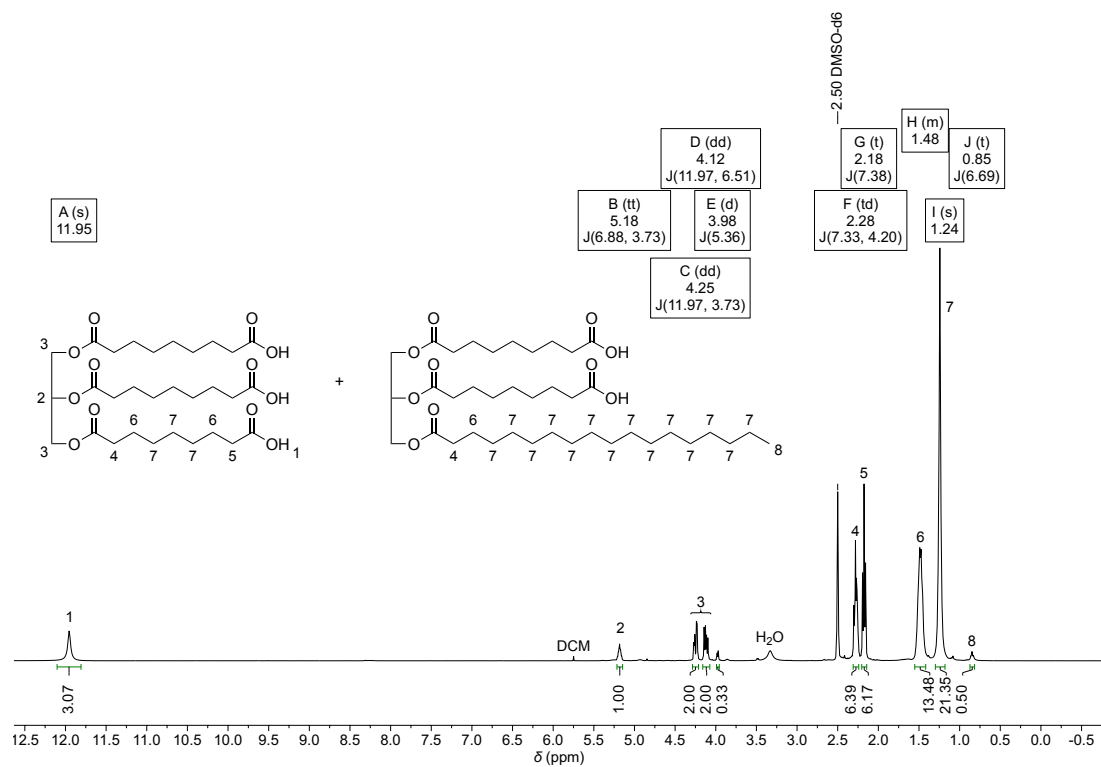 2.50 DMSO-d6
H (m)
1.48
D (dd)
4.12
J(11.97, 6.51)
G (t)
2.18
J(7.38)
J (t)
0.85
J(6.69)
A (s)
11.95
B (tt)
5.18
J(6.88, 3.73)
E (d)
3.98
J(5.36)
F (td)
2.28
J(7.33, 4.20)
I (s)
1.24
C (dd)
4.25
J(11.97, 3.73)
O O
3 O OH
O O
2 O OH
O 6 7 6 O
3 O OH 1
4 7 7 5
+
O O
O OH
O O
O OH
O 6 7 7 7 7 7 7 7
O 8
4 7 7 7 7 7 7 7
7
5
4
6
1
DCM
2
3
H2O
8
3.07
1.00
2.00
2.00
0.33
6.39
6.17
13.48
21.35
0.50
12.5 12.0 11.5 11.0 10.5 10.0 9.5 9.0 8.5 8.0 7.5 7.0 6.5 6.0 5.5 5.0 4.5 4.0 3.5 3.0 2.5 2.0 1.5 1.0 0.5 0.0 -0.5
δ (ppm)